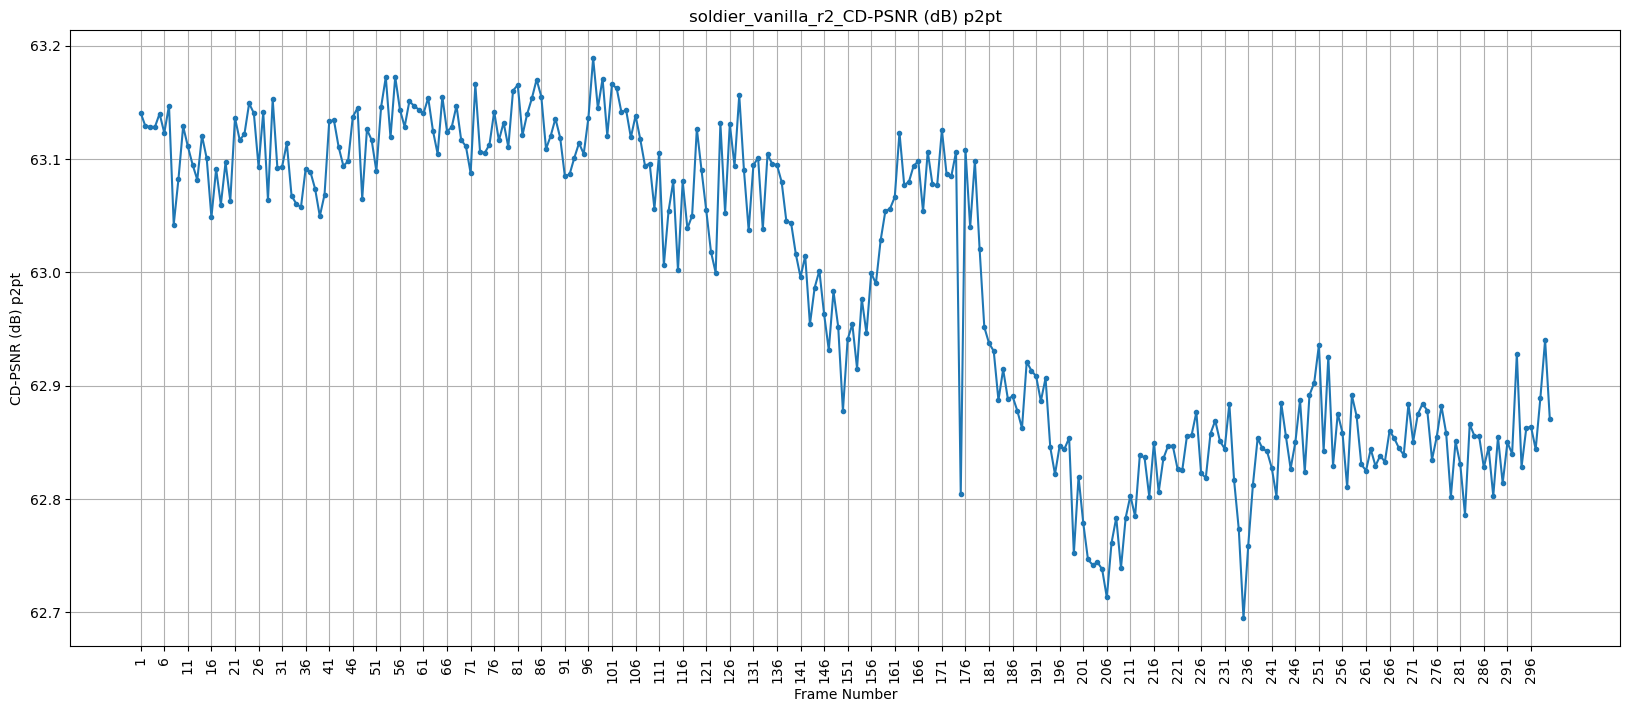 soldier_vanilla_r2_CD-PSNR (dB) p2pt
CD-PSNR (dB) p2pt
63.2
63.1
63.0
62.9
62.8
62.7
1 6 11 16 21 26 31 36 41 46 51 56 61 66 71 76 81 86 91 96 101 106 111 116 121 126 131 136 141 146 151 156 161 166 171 176 181 186 191 196 201 206 211 216 221 226 231 236 241 246 251 256 261 266 271 276 281 286 291 296
Frame Number